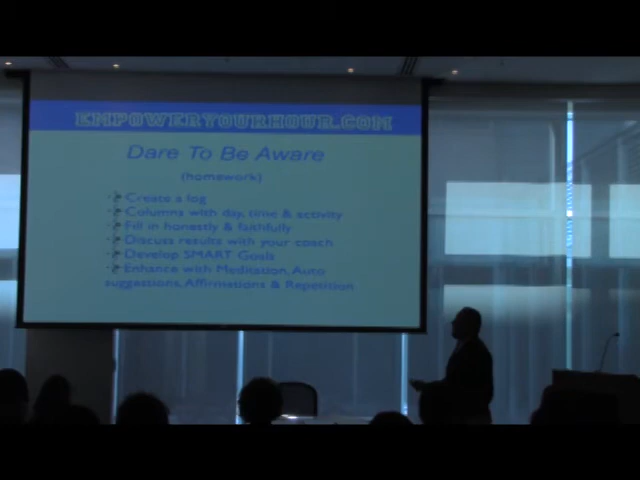 EMPOWERYOURHOUR.COM
Dare To Be Aware
(homework)
Create a log
Columns with day, time & activity
Fill in honestly & faithfully
Discuss results with your coach
Develop SMART Goals
Enhance with Meditation, Auto
suggestions, Affirmations & Repetition